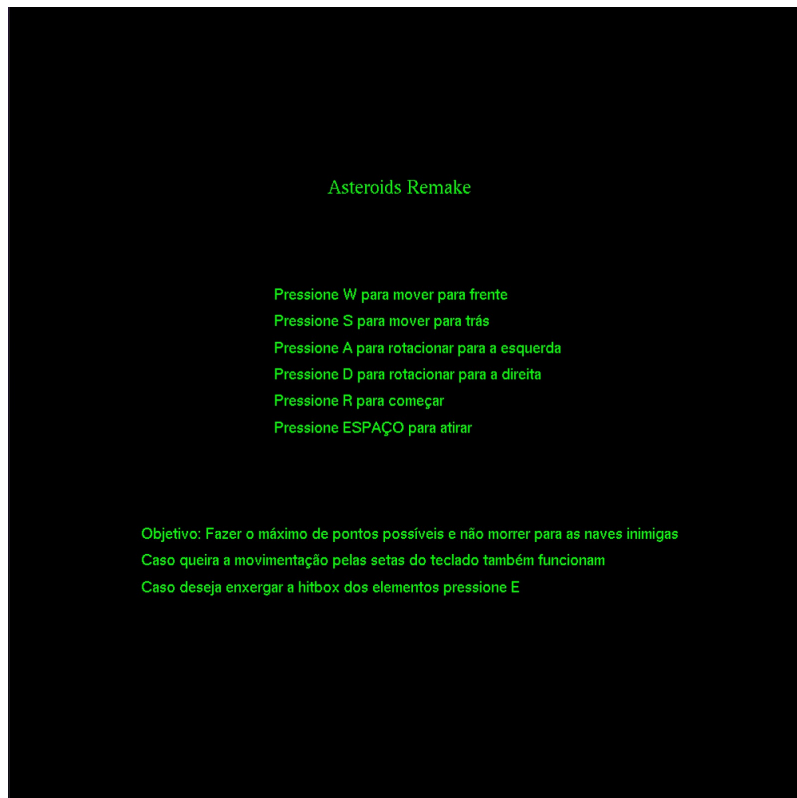 Asteroids Remake
Pressione W para mover para frente
Pressione S para mover para trás
Pressione A para rotacionar para a esquerda
Pressione D para rotacionar para a direita
Pressione R para começar
Pressione ESPAÇO para atirar
Objetivo: Fazer o máximo de pontos possíveis e não morrer para as naves inimigas
Caso queira a movimentação pelas setas do teclado também funcionam
Caso deseja enxergar a hitbox dos elementos pressione E